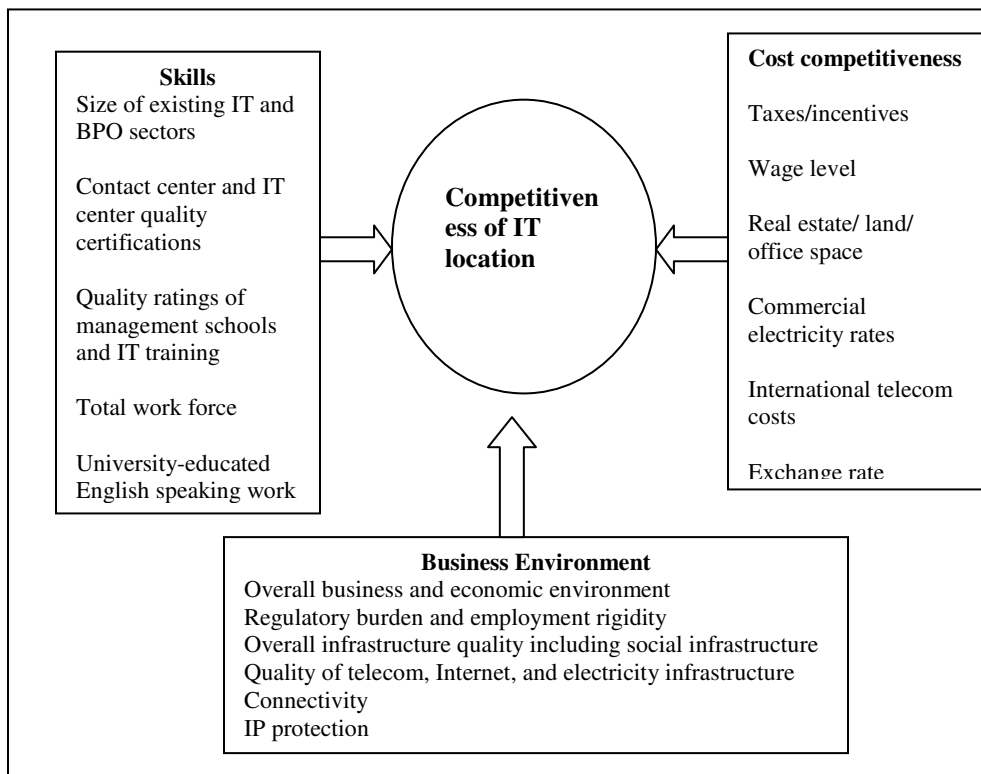 Skills
Size of existing IT and
BPO sectors
Contact center and IT
center quality
certifications
Quality ratings of
management schools
and IT training
Total work force
University-educated
English speaking work
Competitiven
ess of IT
location
Cost competitiveness
Taxes/incentives
Wage level
Real estate/ land/
office space
Commercial
electricity rates
International telecom
costs
Exchange rate
Business Environment
Overall business and economic environment
Regulatory burden and employment rigidity
Overall infrastructure quality including social infrastructure
Quality of telecom, Internet, and electricity infrastructure
Connectivity
IP protection